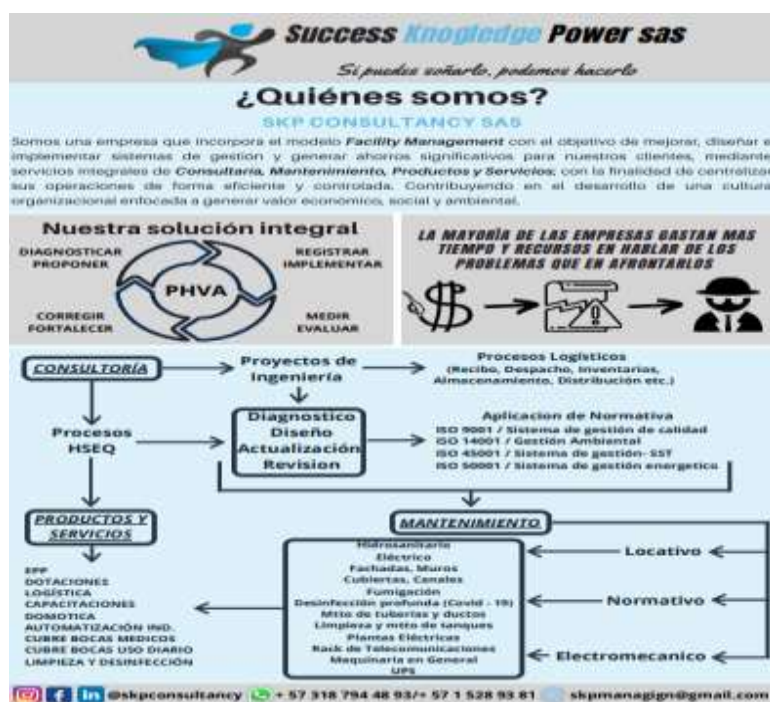 Success Knogledge Power sas
Si puedes soñarlo, podemos hacerlo
¿Quiénes somos?
SKP CONSULTANCY SAS
Somos una empresa que incorpora el modelo Facility Management con el objetivo de mejorar, diseñar e
implementar sistemas de gestión y generar ahorros significativos para nuestros clientes, mediante
servicios integrales de Consultaria, Mantenimiento, Productos y Servicios; con la finalidad de centralizar
sus operaciones de forma eficiente y controlada. Contribuyendo en el desarrollo de una cultura
organizacional enfocada a generar valor economico, social y ambiental.
Nuestra solución integral
DIAGNOSTICAR
PROPONER
REGISTRAR
IMPLEMENTAR
PHVA
CORREGIR
FORTALECER
MEDIR
EVALUAR
LA MAYORÍA DE LAS EMPRESAS GASTAN MAS
TIEMPO Y RECURSOS EN HABLAR DE LOS
PROBLEMAS QUE EN AFRONTARLOS
CONSULTORÍA
Proyectos de
Ingeniería
Procesos Logísticos
(Recibo, Despacho, Inventarios,
Almacenamiento, Distribución etc.)
Procesos
HSEQ
Diagnostico
Diseño
Actualización
Revision
Aplicacion de Normativa
ISO 9001 / Sistema de gestión de calidad
ISO 14001 / Gestión Ambiental
ISO 45001 / Sistema de gestión- SST
ISO 50001 / Sistema de gestión energetico
PRODUCTOS Y
SERVICIOS
EPP
DOTACIONES
LOGÍSTICA
CAPACITACIONES
DOMOTICA
AUTOMATIZACIÓN IND.
CUBRE BOCAS MEDICOS
CUBRE BOCAS USO DIARIO
LIMPIEZA Y DESINFECCIÓN
MANTENIMIENTO
Hidrosanitario
Eléctrico
Fachadas, Muros
Cubiertas, Canales
Fumigación
Desinfección profunda (Covid - 19)
Mtto de tuberías y ductos
Limpieza y mtto de tanques
Plantas Eléctricas
Rack de Telecomunicaciones
Maquinaria en General
UPS
Locativo
Normativo
Electromecanico
@skpconsultancy + 57 318 794 48 93/+ 57 1 528 93 81 skpmanagign@gmail.com